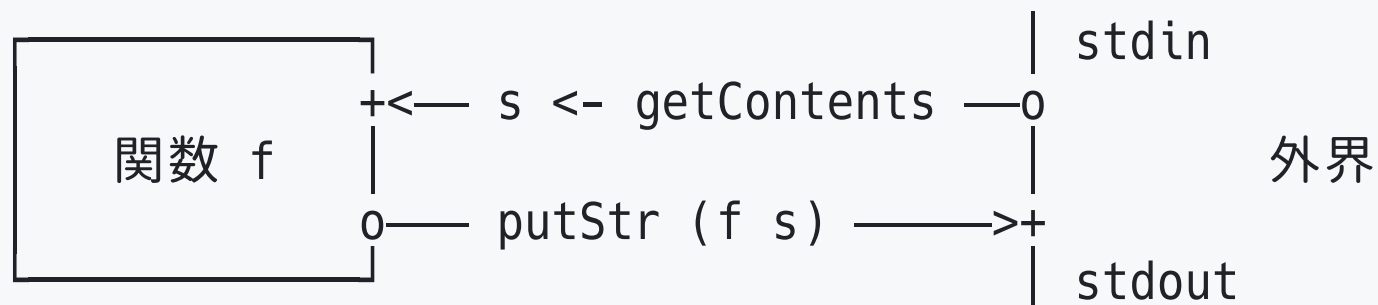 stdin
s <- getContents
関数 f
外界
putStr (f s)
stdout